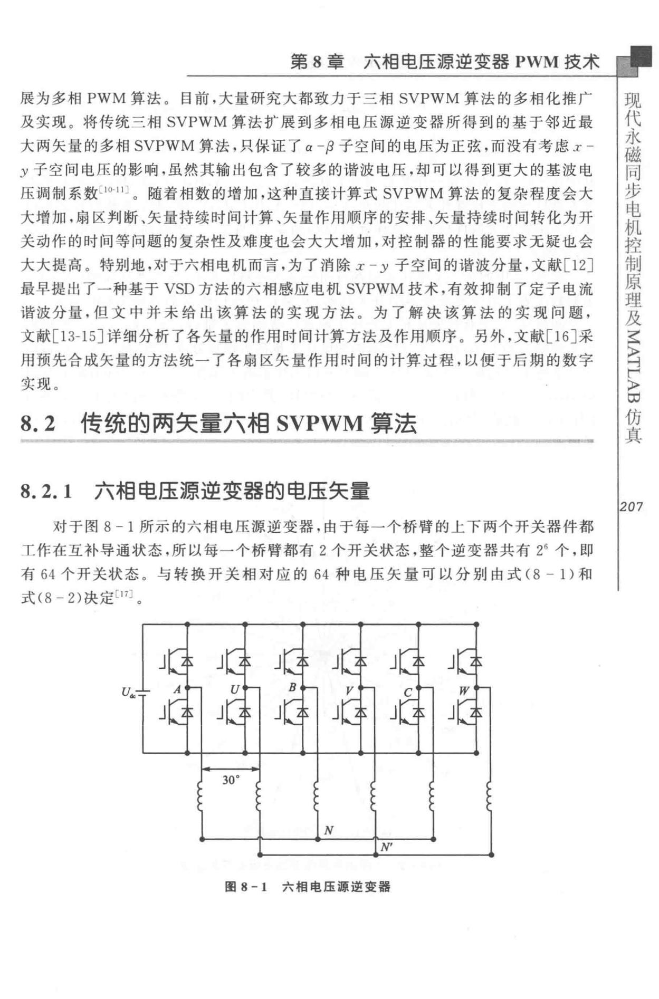 第 8 章 六相电压源逆变器 PWM 技术
展为多相 PWM 算法。目前,大量研究大都致力于三相 SVPWM 算法的多相化推广
及实现。将传统三相 SVPWM 算法扩展到多相电压源逆变器所得到的基于邻近最
大两矢量的多相 SVPWM 算法,只保证了 α-β 子空间的电压为正弦,而没有考虑 x-
y 子空间电压的影响,虽然其输出包含了较多的谐波电压,却可以得到更大的基波电
压调制系数[10-11]。随着相数的增加,这种直接计算式 SVPWM 算法的复杂程度会大
大增加,扇区判断、矢量持续时间计算、矢量作用顺序的安排、矢量持续时间转化为开
关动作的时间等问题的复杂性及难度也会大大增加,对控制器的性能要求无疑也会
大大提高。特别地,对于六相电机而言,为了消除 x-y 子空间的谐波分量,文献[12]
最早提出了一种基于 VSD 方法的六相感应电机 SVPWM 技术,有效抑制了定子电流
谐波分量,但文中并未给出该算法的实现方法。为了解决该算法的实现问题,
文献[13-15]详细分析了各矢量的作用时间计算方法及作用顺序。另外,文献[16]采
用预先合成矢量的方法统一了各扇区矢量作用时间的计算过程,以便于后期的数字
实现。
8.2 传统的两矢量六相 SVPWM 算法
8.2.1 六相电压源逆变器的电压矢量
对于图 8-1 所示的六相电压源逆变器,由于每一个桥臂的上下两个开关器件都
工作在互补导通状态,所以每一个桥臂都有 2 个开关状态,整个逆变器共有 2⁶ 个,即
有 64 个开关状态。与转换开关相对应的 64 种电压矢量可以分别由式(8-1)和
式(8-2)决定[17]。
U_dc A U B V C W
30°
N
N′
图 8-1 六相电压源逆变器
现代永磁同步电机控制原理及MATLAB仿真
207